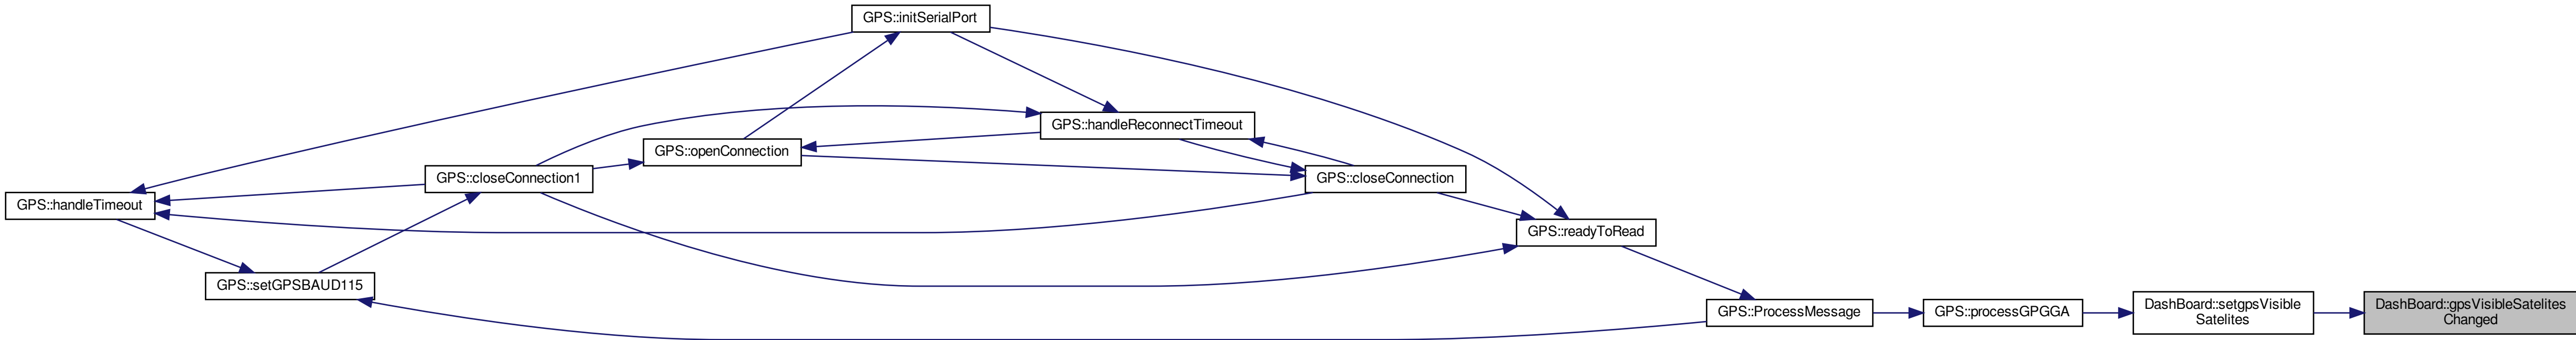 GPS::initSerialPort
GPS::handleReconnectTimeout
GPS::openConnection
GPS::closeConnection1
GPS::closeConnection
GPS::handleTimeout
GPS::readyToRead
GPS::setGPSBAUD115
GPS::ProcessMessage
GPS::processGPGGA
DashBoard::setgpsVisible
Satelites
DashBoard::gpsVisibleSatelites
Changed